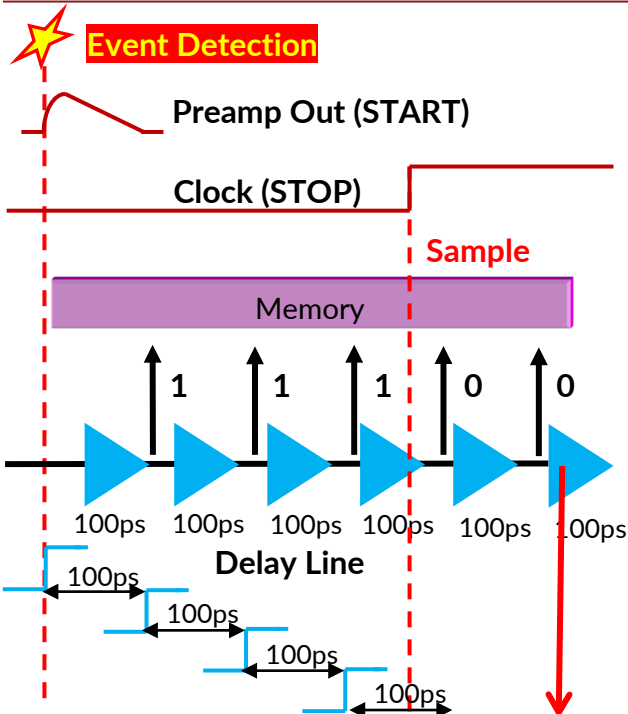 Event Detection
Preamp Out (START)
Clock (STOP)
Sample
Memory
1 1 1 0 0
100ps 100ps 100ps 100ps 100ps 100ps
Delay Line
100ps
100ps
100ps
100ps